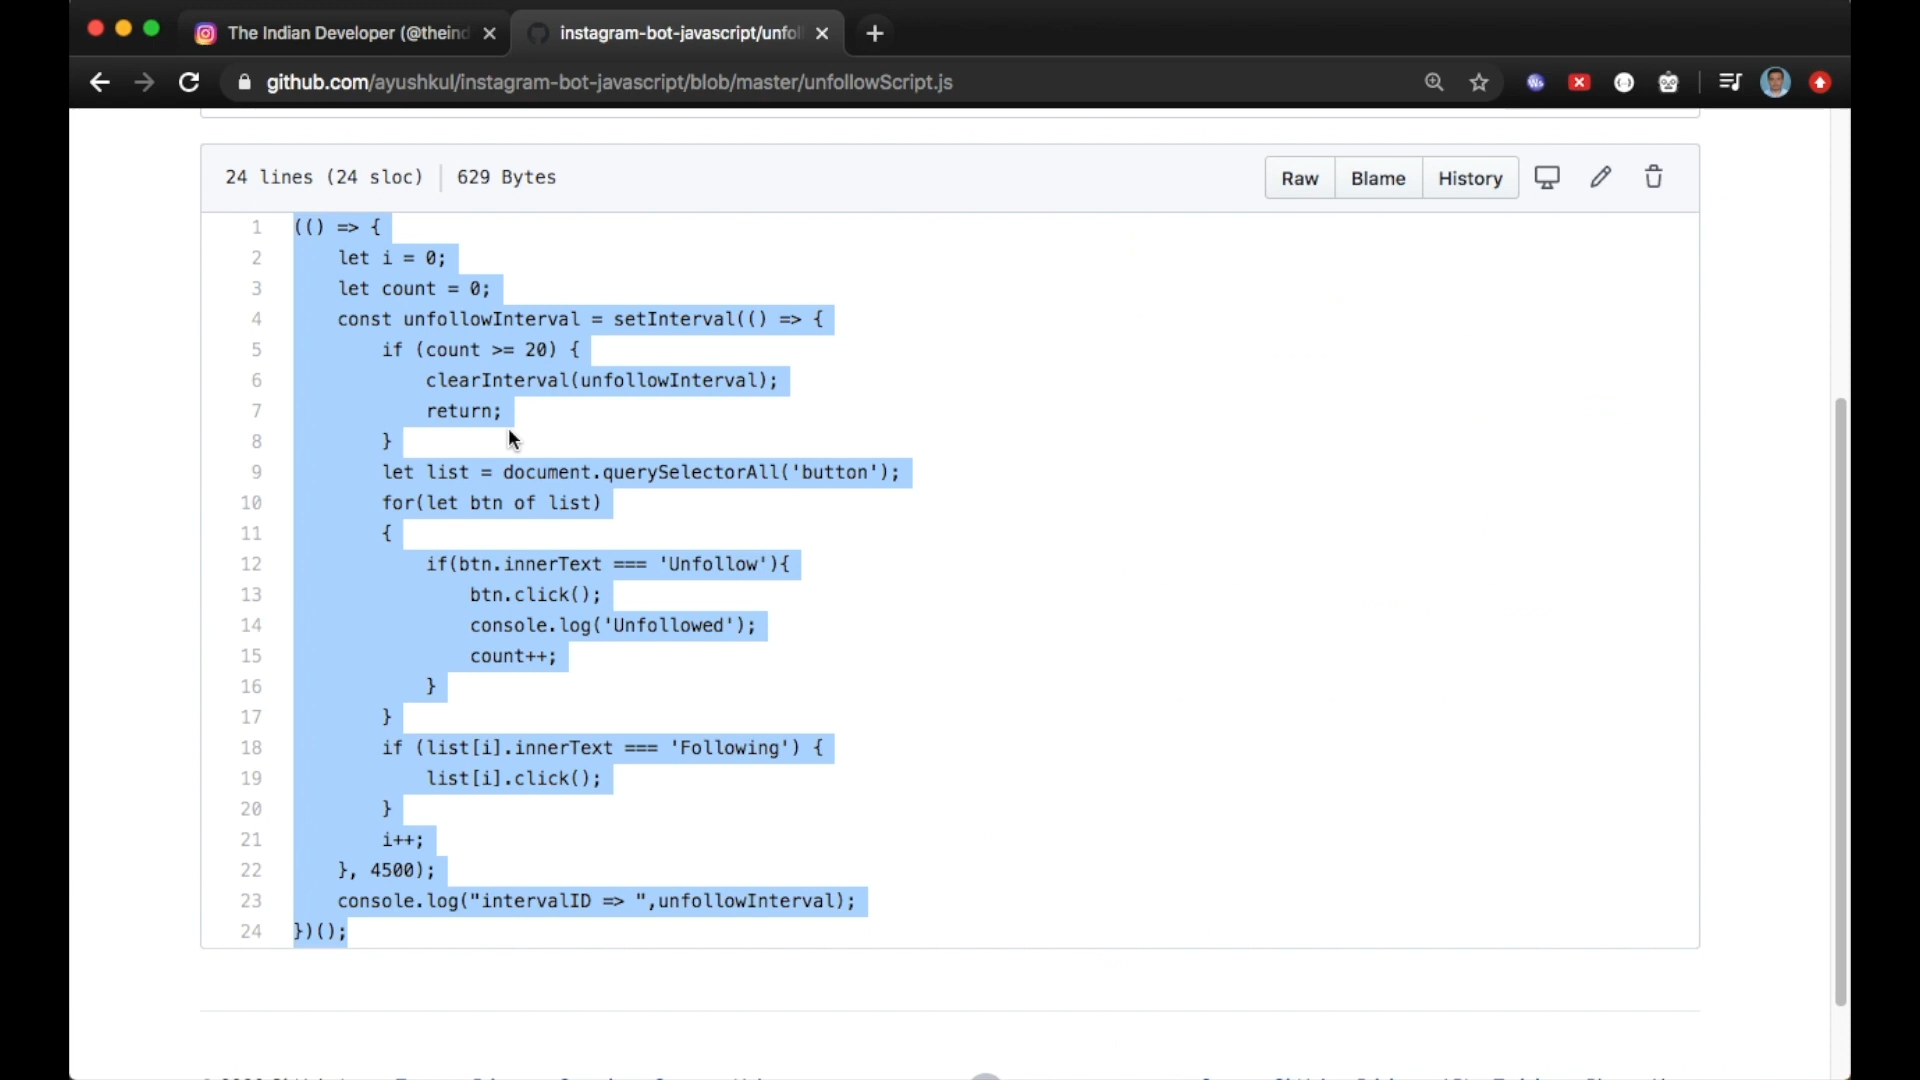 The Indian Developer (@theind
instagram-bot-javascript/unfol
github.com/ayushkul/instagram-bot-javascript/blob/master/unfollowScript.js
24 lines (24 sloc) 629 Bytes
Raw Blame History
1 (() => {
2 let i = 0;
3 let count = 0;
4 const unfollowInterval = setInterval(() => {
5 if (count >= 20) {
6 clearInterval(unfollowInterval);
7 return;
8 }
9 let list = document.querySelectorAll('button');
10 for(let btn of list)
11 {
12 if(btn.innerText === 'Unfollow'){
13 btn.click();
14 console.log('Unfollowed');
15 count++;
16 }
17 }
18 if (list[i].innerText === 'Following') {
19 list[i].click();
20 }
21 i++;
22 }, 4500);
23 console.log("intervalID => ",unfollowInterval);
24 })();